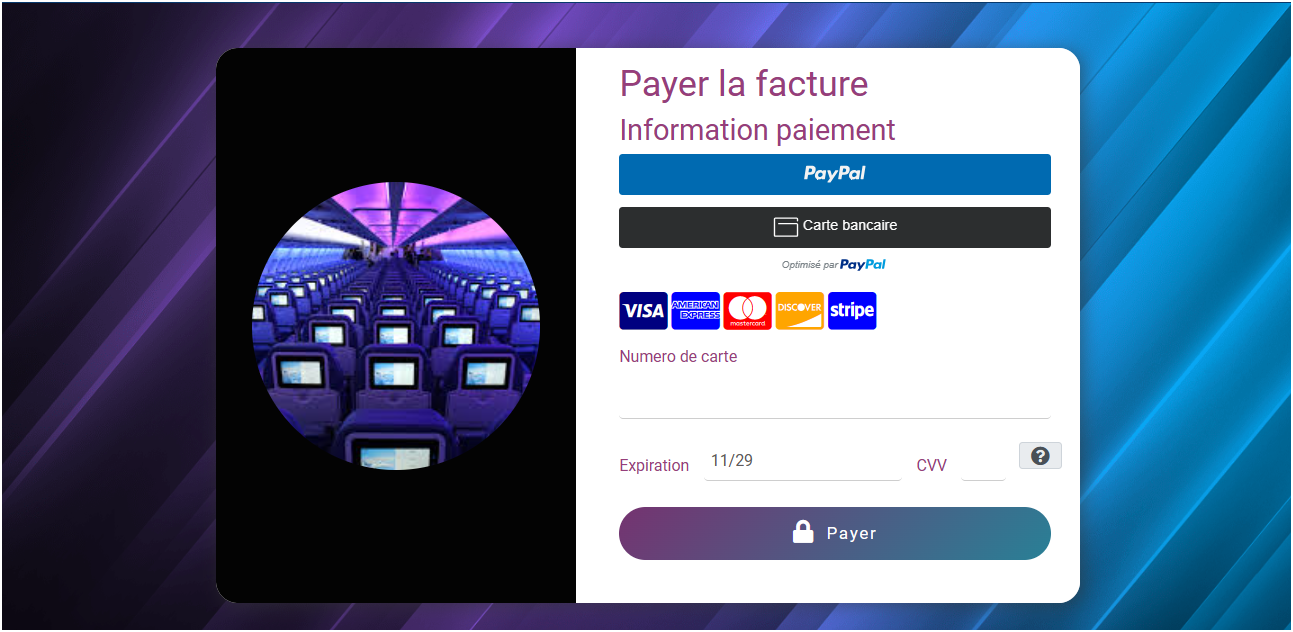 Payer la facture
Information paiement
PayPal
Carte bancaire
Optimisé par PayPal
VISA AMERICAN EXPRESS mastercard DISCOVER stripe
Numero de carte
Expiration 11/29 CVV ?
Payer